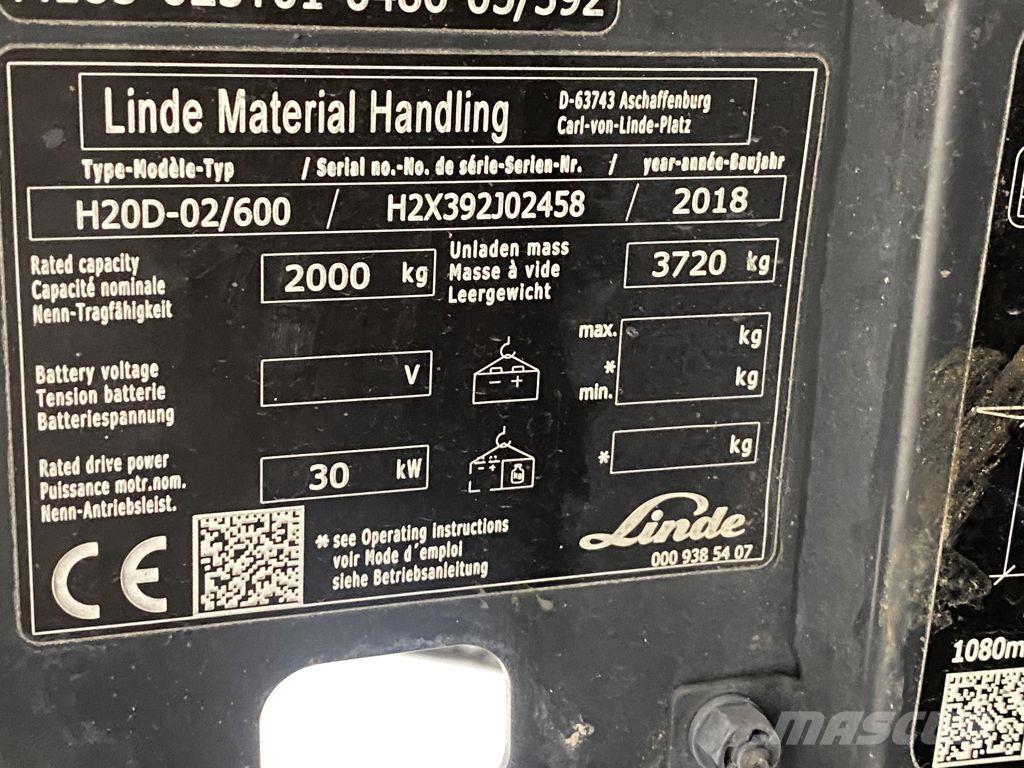 Linde Material Handling
D-63743 Aschaffenburg
Carl-von-Linde-Platz
Type-Modèle-Typ / Serial no.-No. de série-Serien-Nr. / year-année-Baujahr
H20D-02/600 / H2X392J02458 / 2018
Rated capacity
Capacité nominale
Nenn-Tragfähigkeit
2000 kg
Unladen mass
Masse à vide
Leergewicht
3720 kg
Battery voltage
Tension batterie
Batteriespannung
V
- +
max. kg
*
min. kg
Rated drive power
Puissance motr.nom.
Nenn-Antriebsleist.
30 kW
kg
* kg
CE
* see Operating instructions
voir Mode d´emploi
siehe Betriebsanleitung
Linde
000 938 54 07
1080m
MASCU